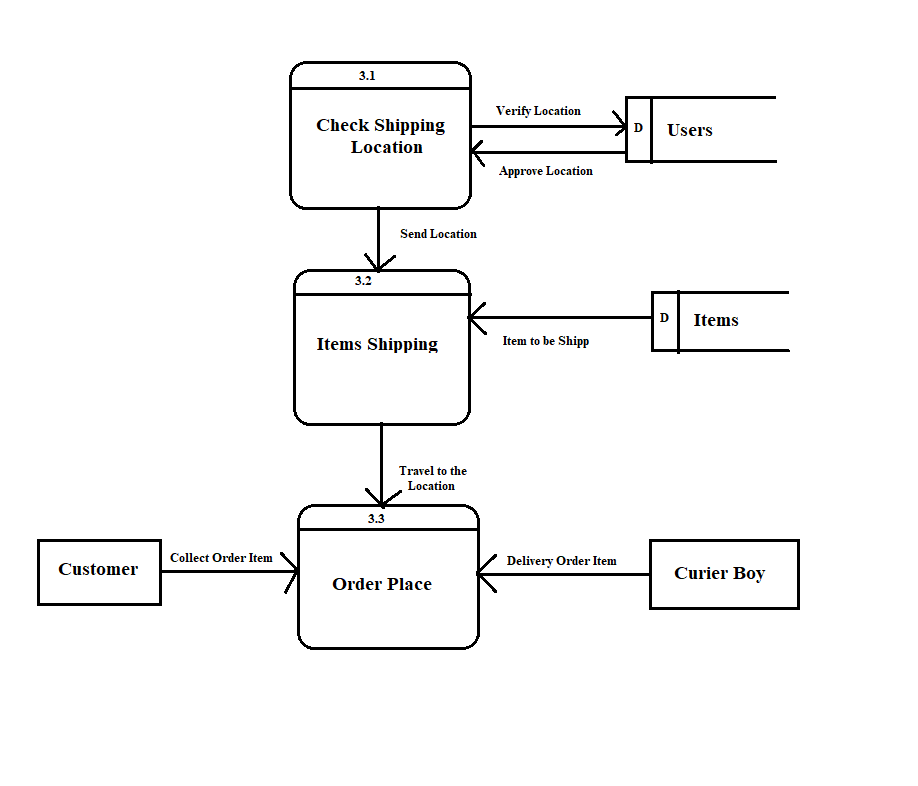 3.1
Check Shipping
Location
Verify Location
D
Users
Approve Location
Send Location
3.2
Items Shipping
Item to be Shipp
D
Items
Travel to the
Location
3.3
Order Place
Customer
Collect Order Item
Delivery Order Item
Curier Boy